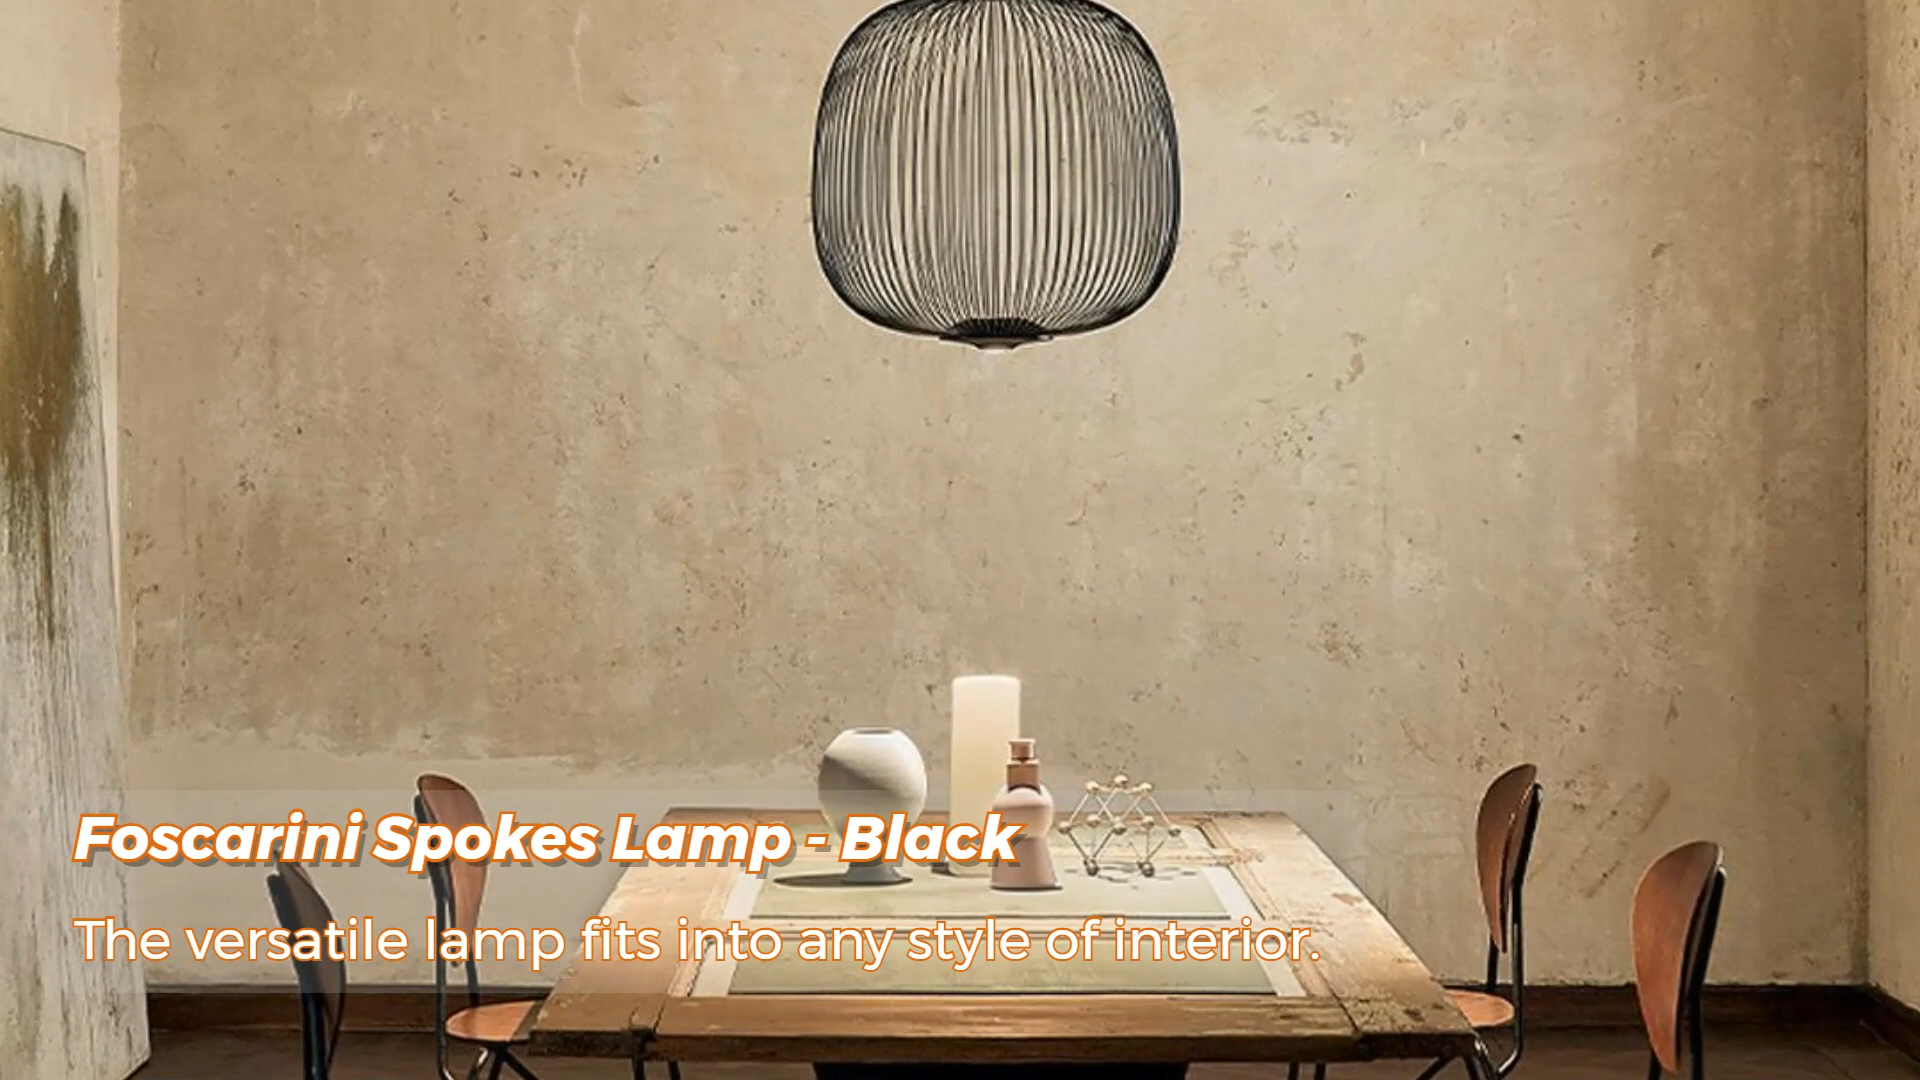 Foscarini Spokes Lamp - Black
The versatile lamp fits into any style of interior.